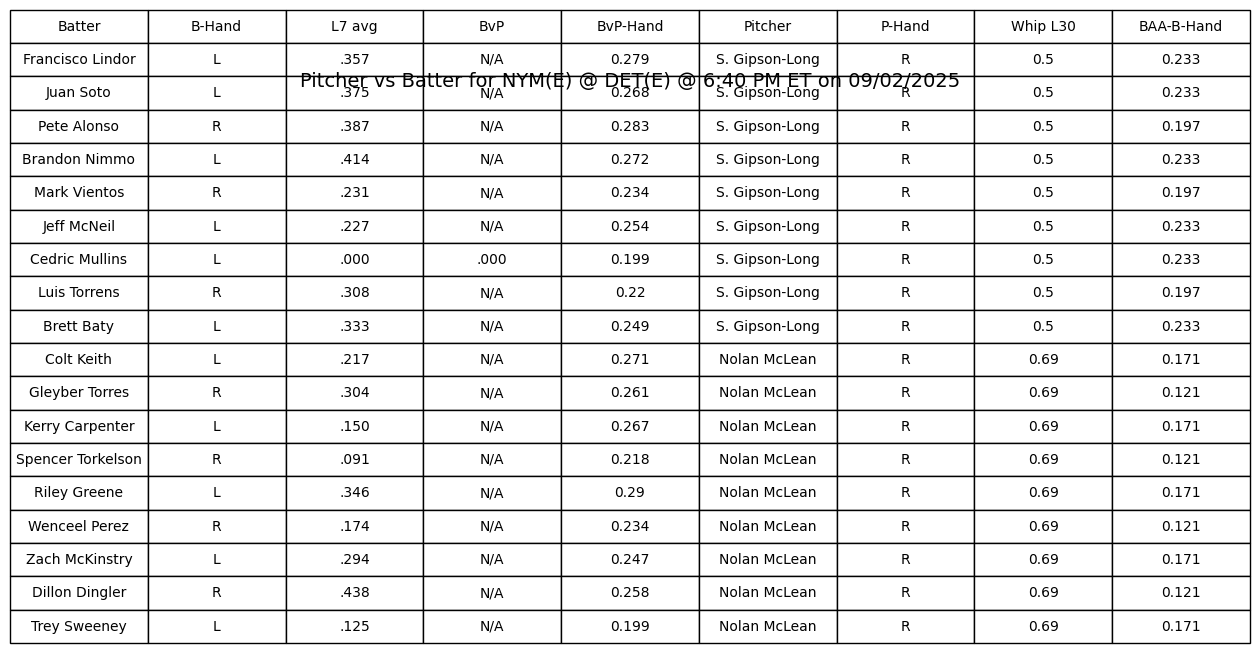 Batter B-Hand L7 avg BvP BvP-Hand Pitcher P-Hand Whip L30 BAA-B-Hand
Francisco Lindor L .357 N/A 0.279 S. Gipson-Long R 0.5 0.233
Pitcher vs Batter for NYM(E) @ DET(E) @ 6:40 PM ET on 09/02/2025
Juan Soto L .375 N/A 0.268 S. Gipson-Long R 0.5 0.233
Pete Alonso R .387 N/A 0.283 S. Gipson-Long R 0.5 0.197
Brandon Nimmo L .414 N/A 0.272 S. Gipson-Long R 0.5 0.233
Mark Vientos R .231 N/A 0.234 S. Gipson-Long R 0.5 0.197
Jeff McNeil L .227 N/A 0.254 S. Gipson-Long R 0.5 0.233
Cedric Mullins L .000 .000 0.199 S. Gipson-Long R 0.5 0.233
Luis Torrens R .308 N/A 0.22 S. Gipson-Long R 0.5 0.197
Brett Baty L .333 N/A 0.249 S. Gipson-Long R 0.5 0.233
Colt Keith L .217 N/A 0.271 Nolan McLean R 0.69 0.171
Gleyber Torres R .304 N/A 0.261 Nolan McLean R 0.69 0.121
Kerry Carpenter L .150 N/A 0.267 Nolan McLean R 0.69 0.171
Spencer Torkelson R .091 N/A 0.218 Nolan McLean R 0.69 0.121
Riley Greene L .346 N/A 0.29 Nolan McLean R 0.69 0.171
Wenceel Perez R .174 N/A 0.234 Nolan McLean R 0.69 0.121
Zach McKinstry L .294 N/A 0.247 Nolan McLean R 0.69 0.171
Dillon Dingler R .438 N/A 0.258 Nolan McLean R 0.69 0.121
Trey Sweeney L .125 N/A 0.199 Nolan McLean R 0.69 0.171